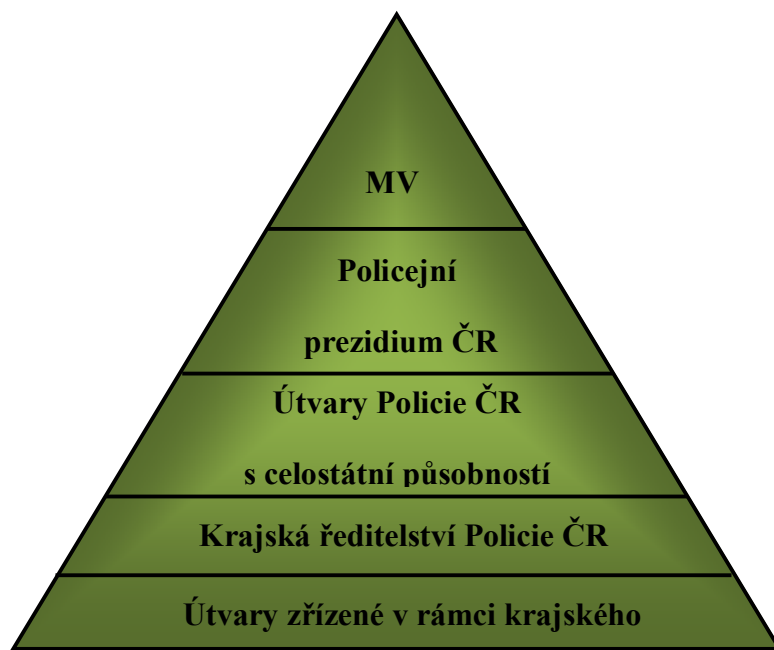 MV
Policejní
prezidium ČR
Útvary Policie ČR
s celostátní působností
Krajská ředitelství Policie ČR
Útvary zřízené v rámci krajského